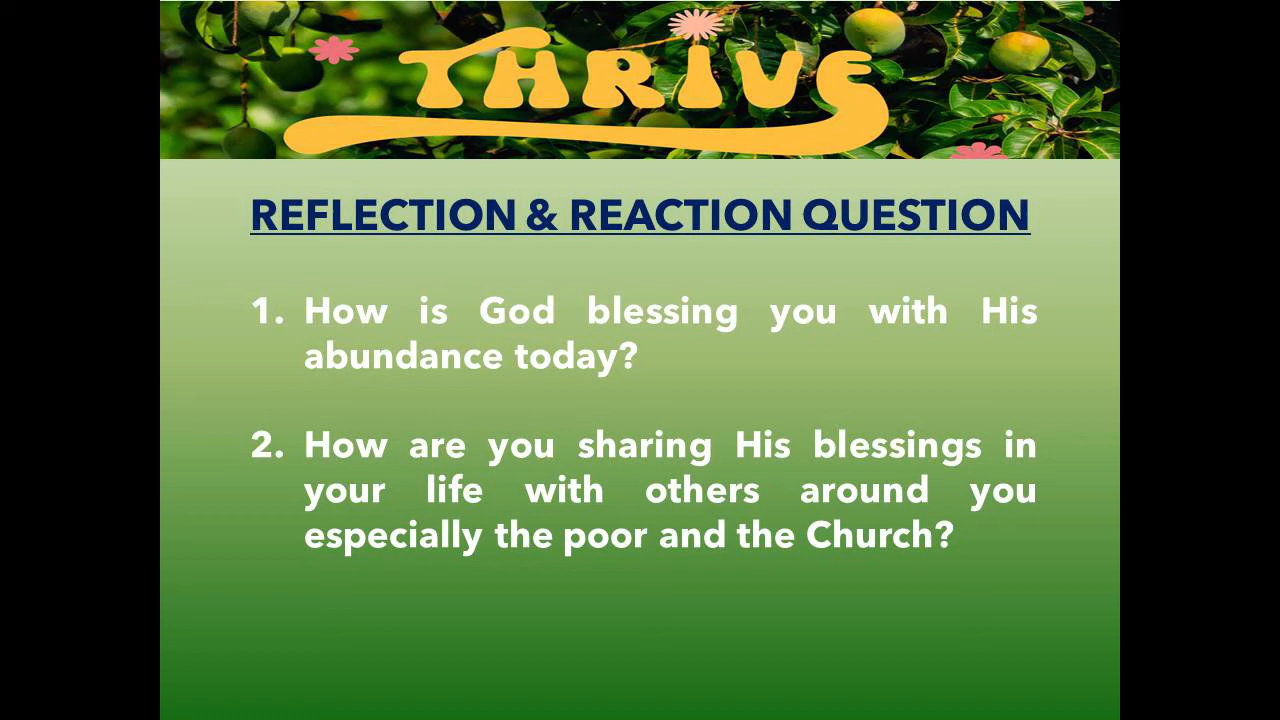 THRIVE
REFLECTION & REACTION QUESTION
1. How is God blessing you with His
abundance today?
2. How are you sharing His blessings in
your life with others around you
especially the poor and the Church?